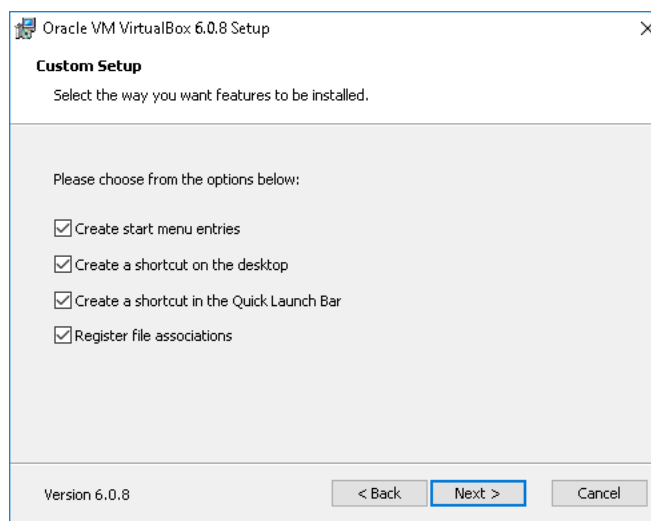 Oracle VM VirtualBox 6.0.8 Setup
Custom Setup
Select the way you want features to be installed.
Please choose from the options below:
Create start menu entries
Create a shortcut on the desktop
Create a shortcut in the Quick Launch Bar
Register file associations
Version 6.0.8
< Back
Next >
Cancel